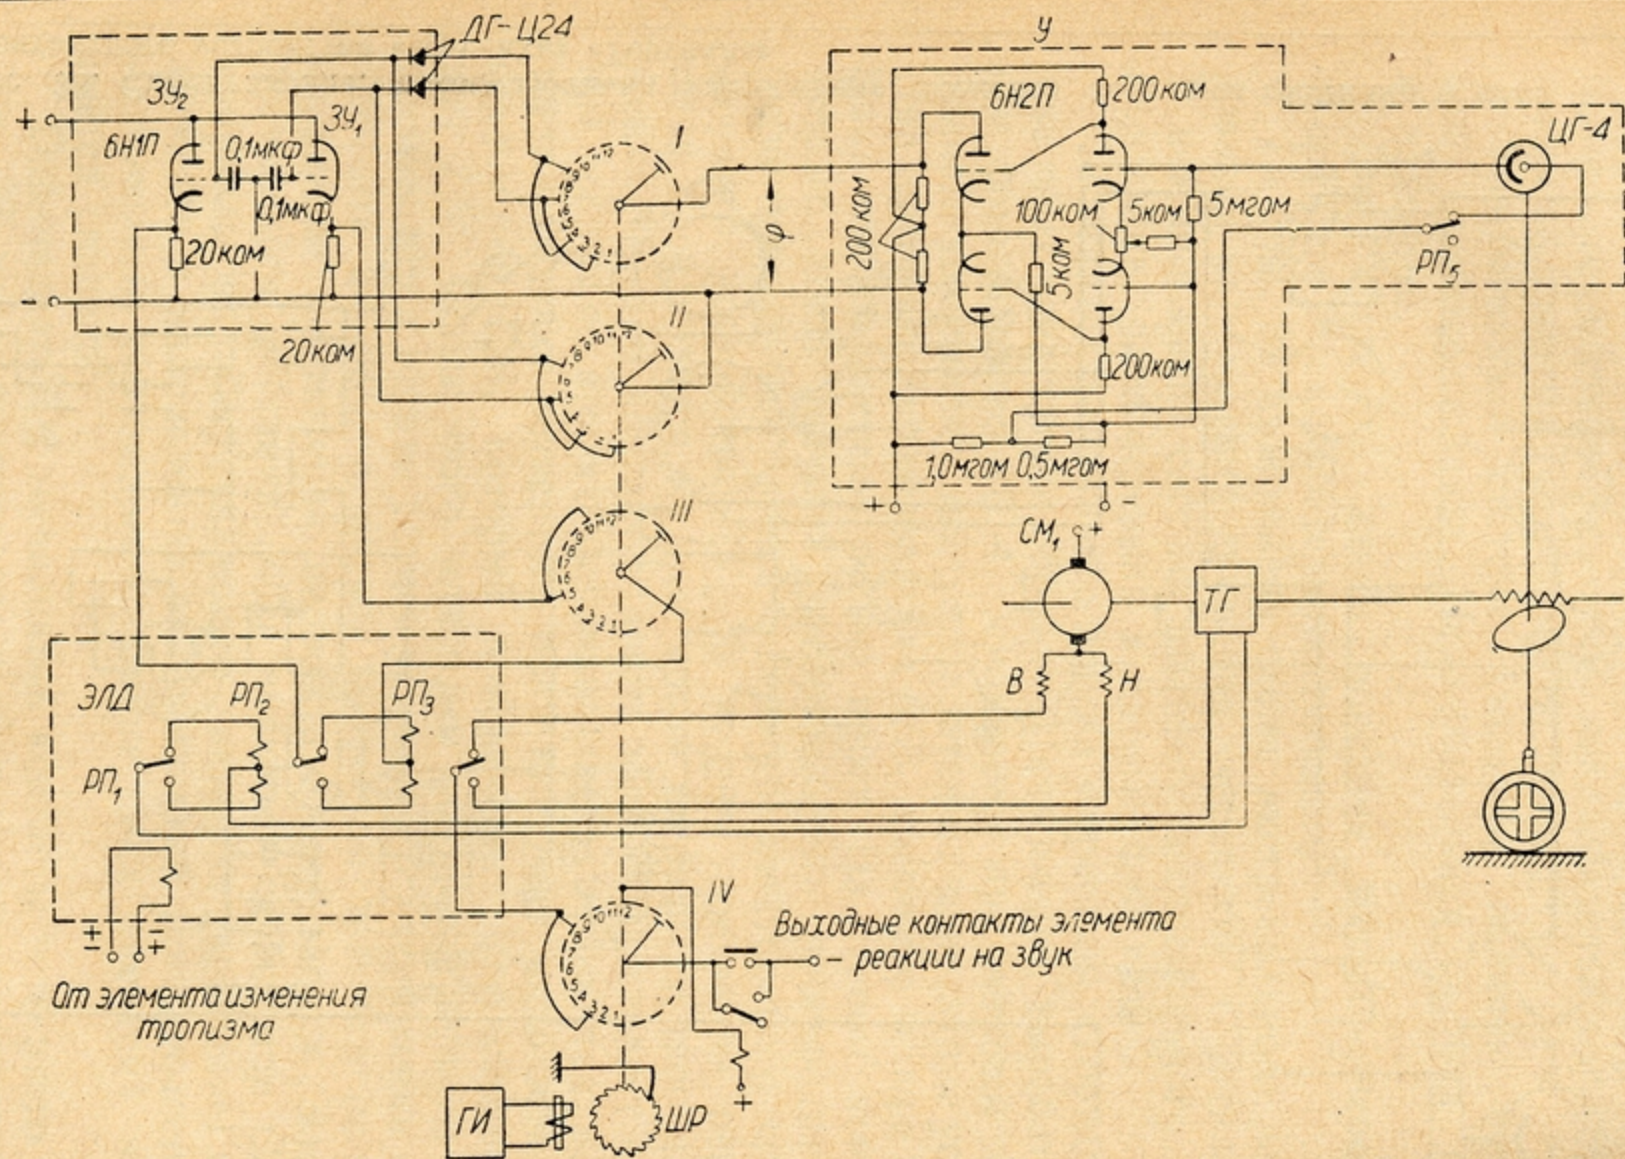 ДГ-Ц24
У
ЗУ₂
ЗУ₁
6Н1П
0,1мкф
0,1мкф
+
-
20ком
20ком
I
II
III
φ
200 ком
6Н2П
200ком
100ком
5ком
5мгом
5ком
200ком
1,0мгом 0,5мгом
+
-
ЦГ-4
РП₅
СМ₁
+
ТГ
В
Н
ЭЛД
РП₂
РП₃
РП₁
+
-
-
+
От элемента изменения
тропизма
IV
Выходные контакты элемента
- реакции на звук
+
ГИ
ШР